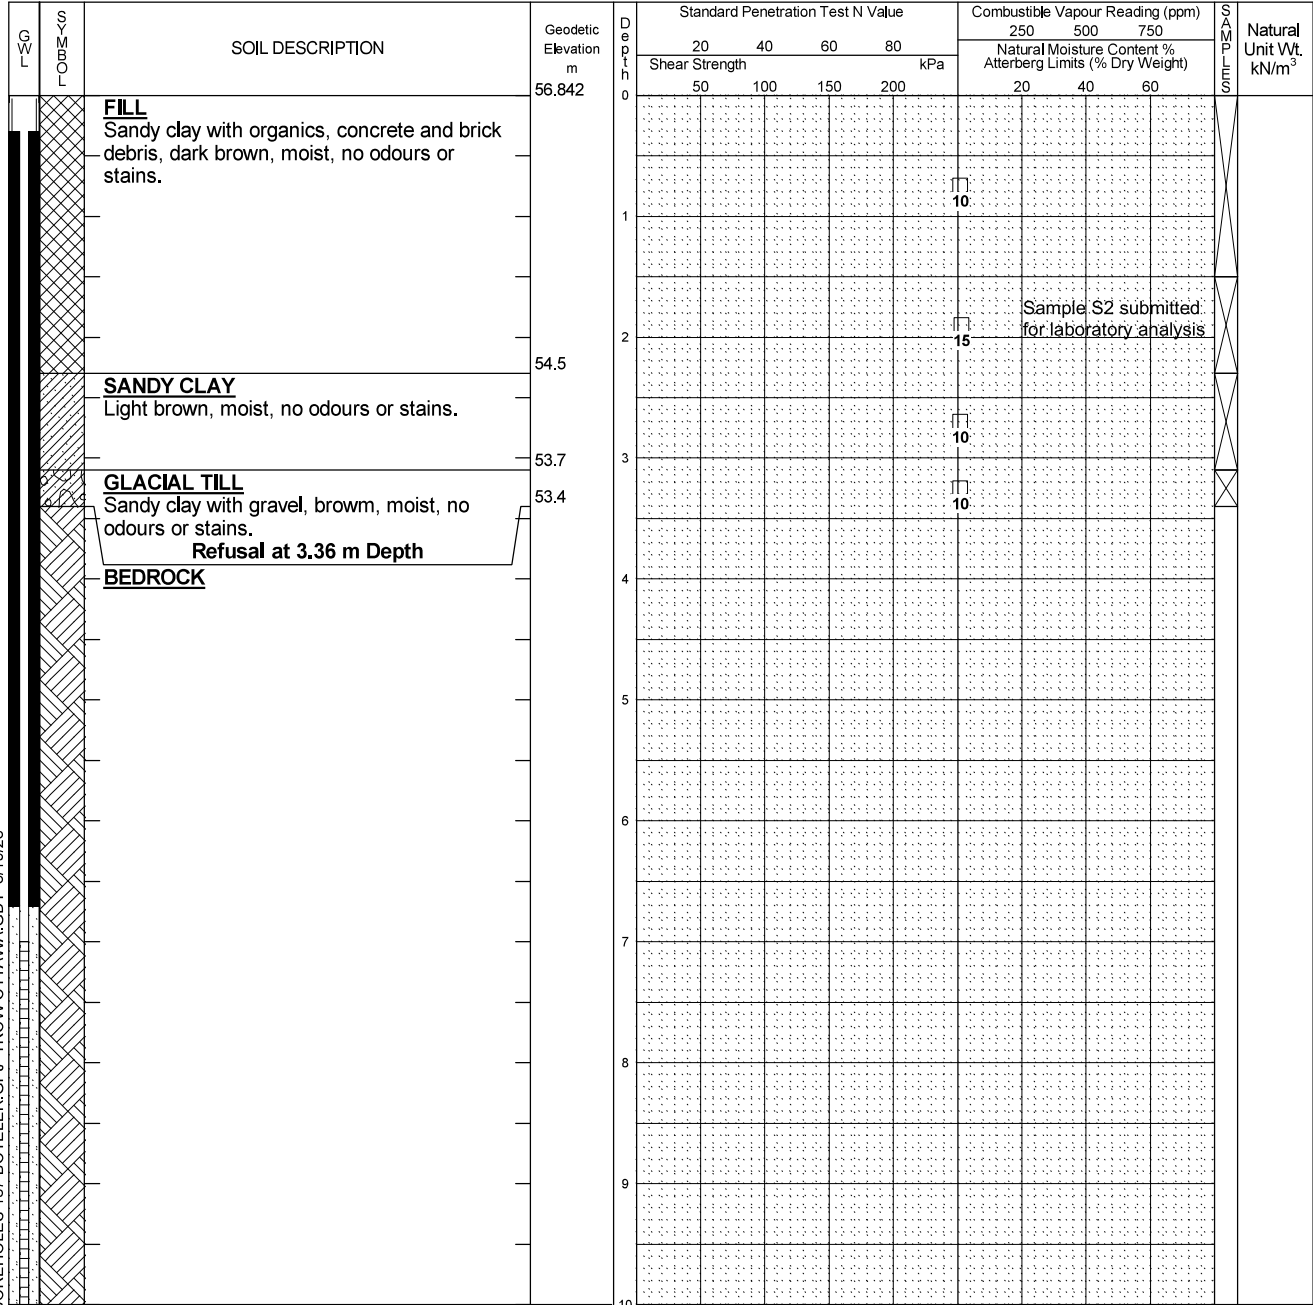 GWL
SYMBOL
SOIL DESCRIPTION
Geodetic
Elevation
m
56.842
Depth
Standard Penetration Test N Value
20 40 60 80
Shear Strength kPa
50 100 150 200
Combustible Vapour Reading (ppm)
250 500 750
Natural Moisture Content %
Atterberg Limits (% Dry Weight)
20 40 60
SAMPLES
Natural
Unit Wt.
kN/m³
0
FILL
Sandy clay with organics, concrete and brick
debris, dark brown, moist, no odours or
stains.
10
1
Sample S2 submitted
for laboratory analysis
15
2
54.5
SANDY CLAY
Light brown, moist, no odours or stains.
10
3
53.7
GLACIAL TILL
Sandy clay with gravel, browm, moist, no
odours or stains.
53.4
10
Refusal at 3.36 m Depth
BEDROCK
4
5
6
7
8
9
10